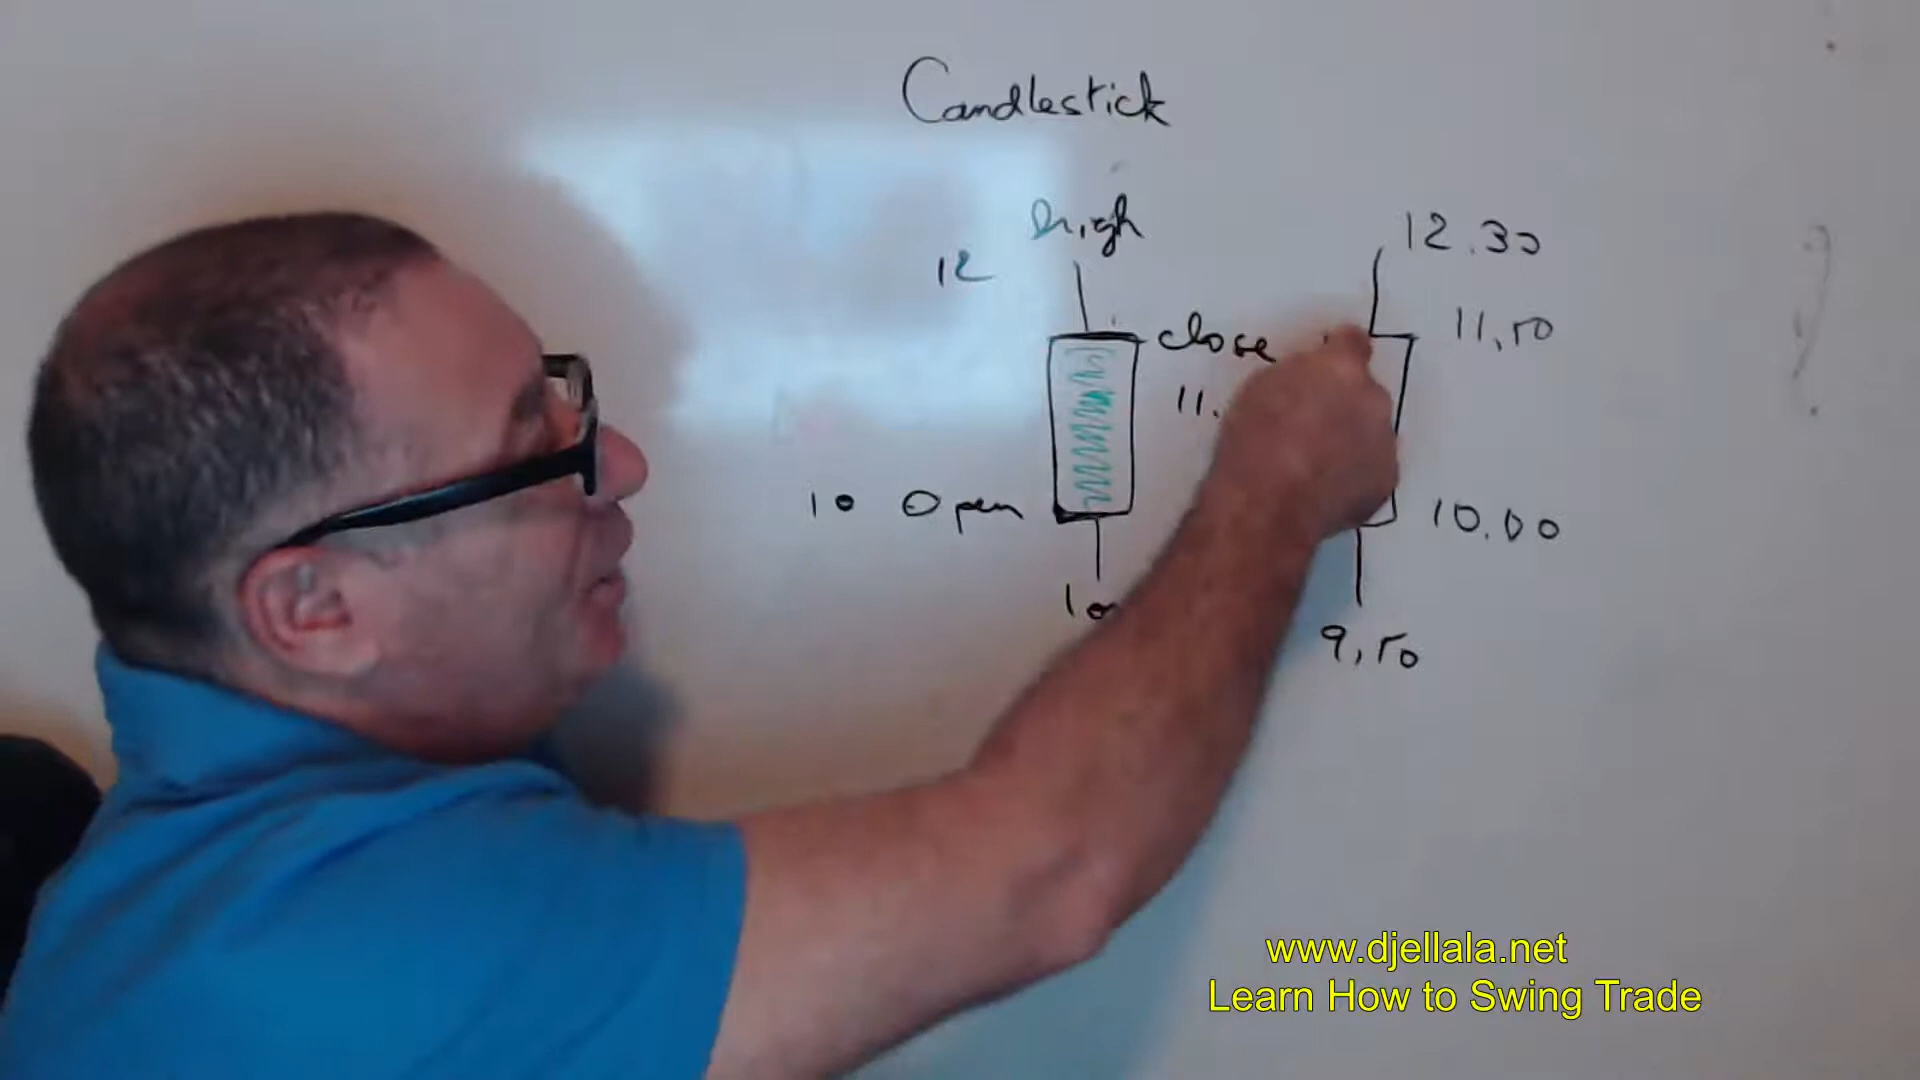 Candlestick
high
12
12.30
close
11,50
11.
10 Open
10.00
9,50
www.djellala.net
Learn How to Swing Trade